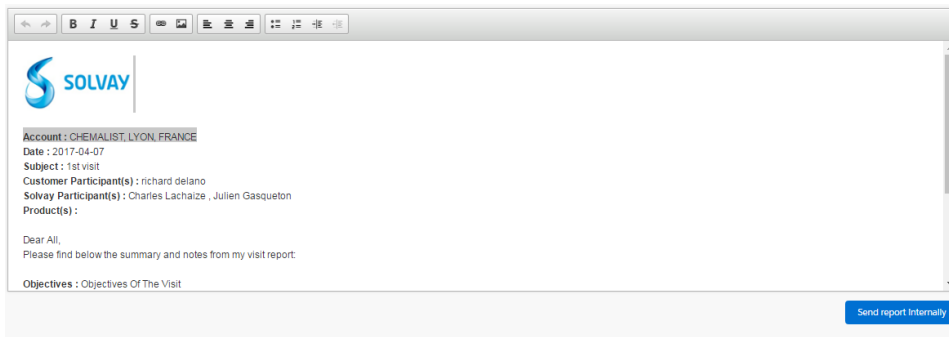 B I U S
SOLVAY
Account : CHEMALIST, LYON, FRANCE
Date : 2017-04-07
Subject : 1st visit
Customer Participant(s) : richard delano
Solvay Participant(s) : Charles Lachaize , Julien Gasqueton
Product(s) :
Dear All,
Please find below the summary and notes from my visit report:
Objectives : Objectives Of The Visit
Send report Internally